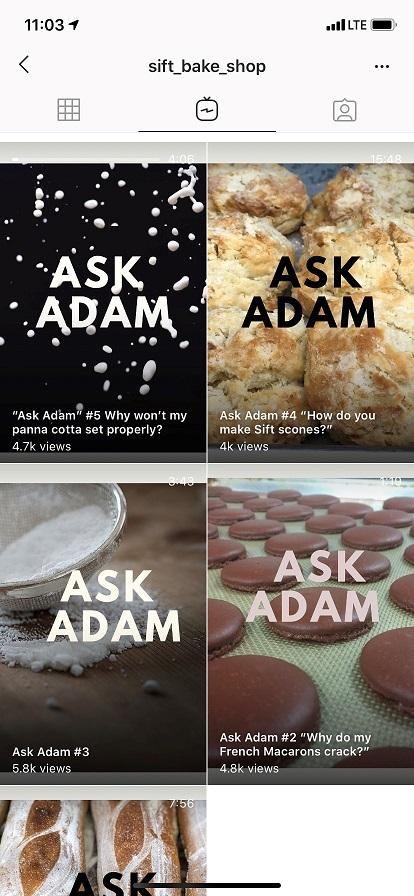 11:03
LTE
sift_bake_shop
4:06
ASK
ADAM
"Ask Adam" #5 Why won't my
panna cotta set properly?
4.7k views
15:48
ASK
ADAM
Ask Adam #4 "How do you
make Sift scones?"
4k views
3:43
ASK
ADAM
Ask Adam #3
5.8k views
ASK
ADAM
Ask Adam #2 "Why do my
French Macarons crack?"
4.8k views
7:56
ASK